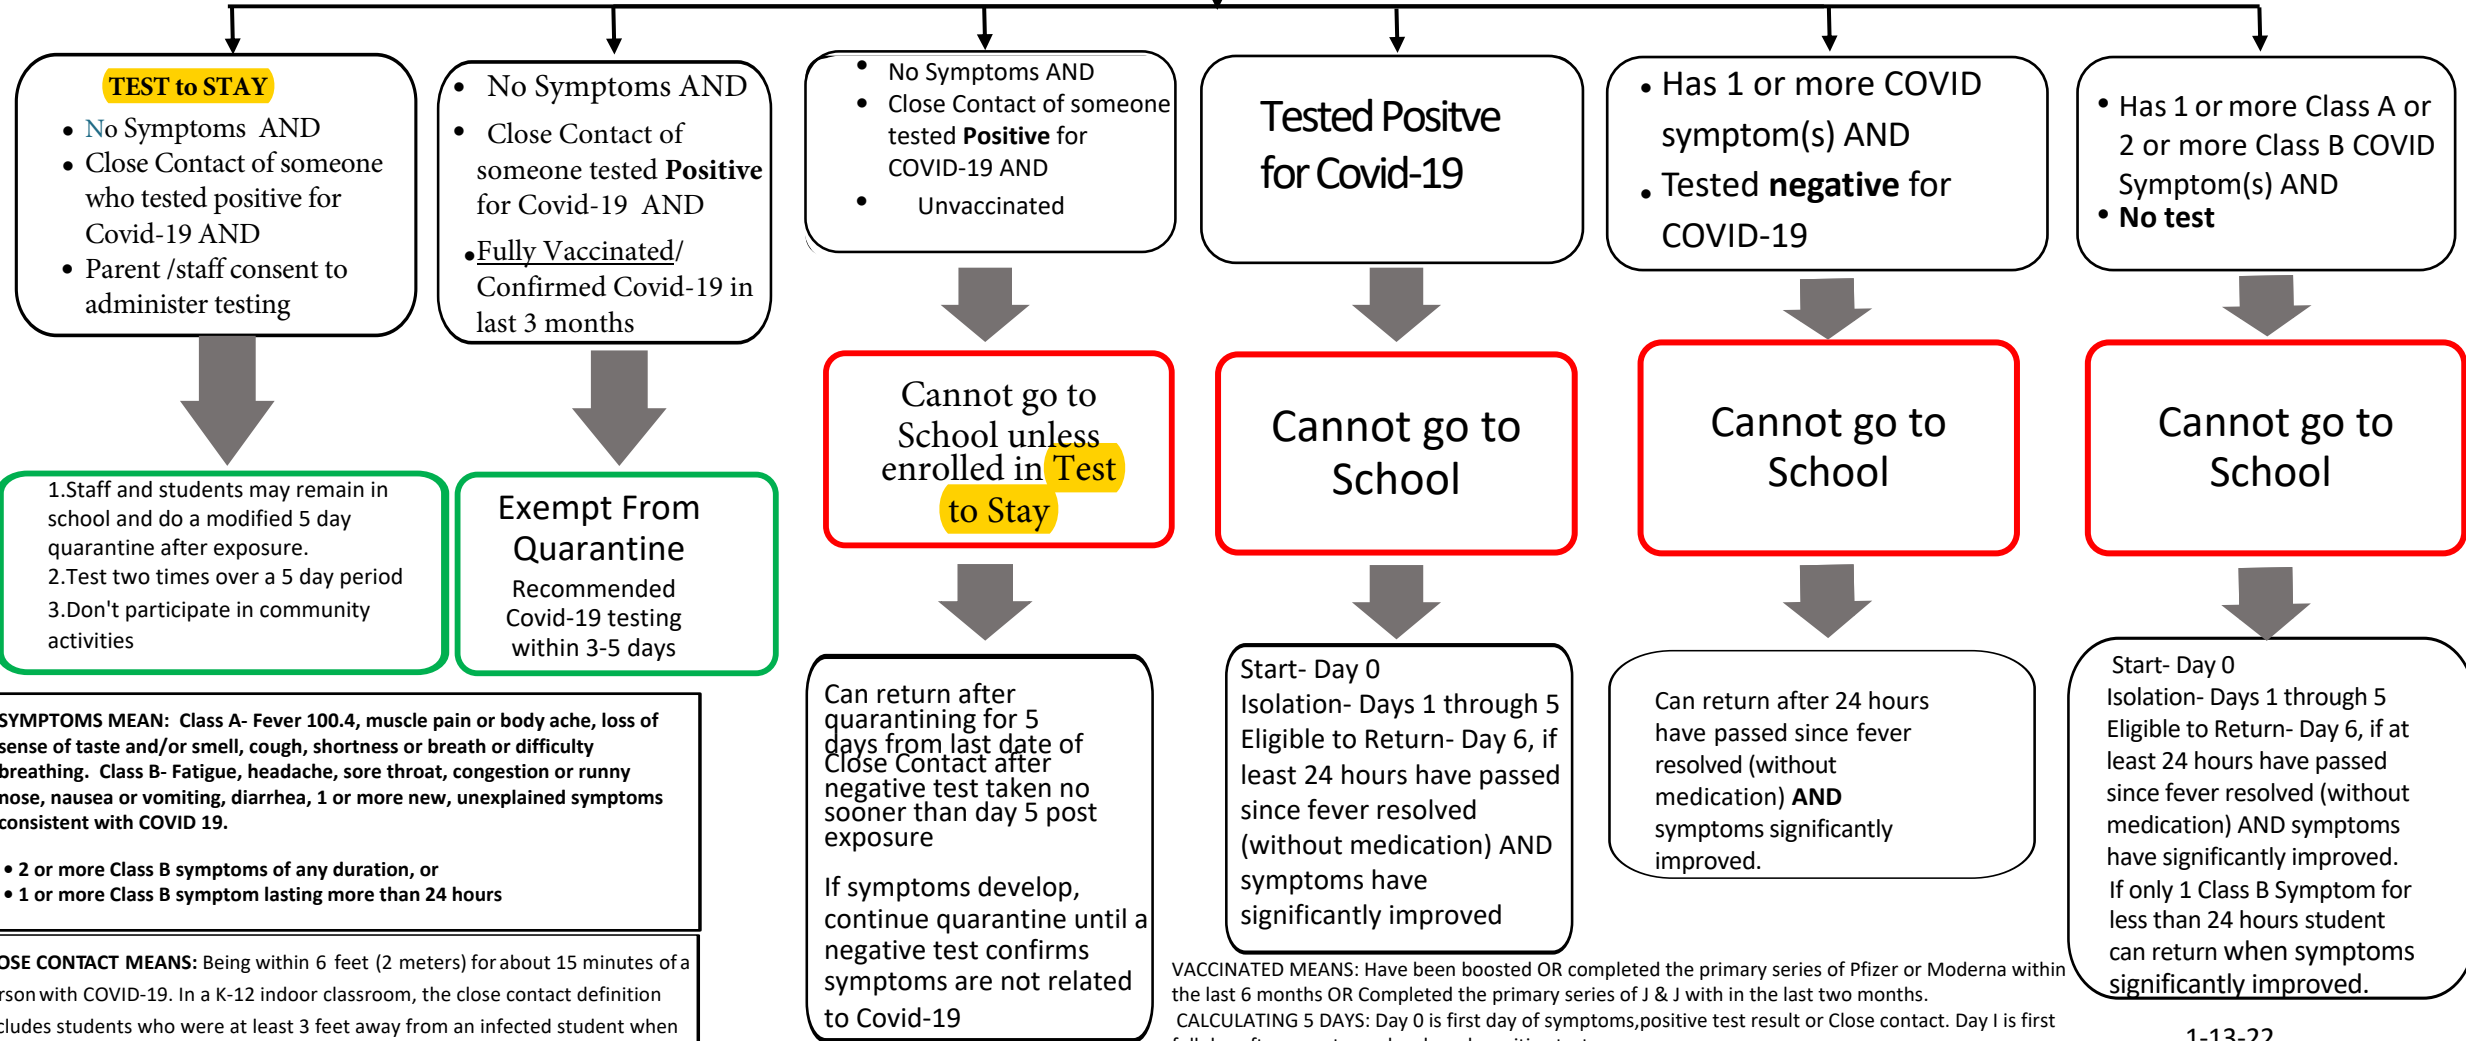 TEST to STAY
• No Symptoms AND
• Close Contact of someone
who tested positive for
Covid-19 AND
• Parent /staff consent to
administer testing
• No Symptoms AND
• Close Contact of
someone tested Positive
for Covid-19 AND
•Fully Vaccinated/
Confirmed Covid-19 in
last 3 months
• No Symptoms AND
• Close Contact of someone
tested Positive for
COVID-19 AND
• Unvaccinated
Tested Positve
for Covid-19
• Has 1 or more COVID
symptom(s) AND
• Tested negative for
COVID-19
• Has 1 or more Class A or
2 or more Class B COVID
Symptom(s) AND
• No test
1.Staff and students may remain in
school and do a modified 5 day
quarantine after exposure.
2.Test two times over a 5 day period
3.Don't participate in community
activities
Exempt From
Quarantine
Recommended
Covid-19 testing
within 3-5 days
Cannot go to
School unless
enrolled in Test
to Stay
Cannot go to
School
Cannot go to
School
Cannot go to
School
Can return after
quarantining for 5
days from last date of
Close Contact after
negative test taken no
sooner than day 5 post
exposure
If symptoms develop,
continue quarantine until a
negative test confirms
symptoms are not related
to Covid-19
Start- Day 0
Isolation- Days 1 through 5
Eligible to Return- Day 6, if
least 24 hours have passed
since fever resolved
(without medication) AND
symptoms have
significantly improved
Can return after 24 hours
have passed since fever
resolved (without
medication) AND
symptoms significantly
improved.
Start- Day 0
Isolation- Days 1 through 5
Eligible to Return- Day 6, if at
least 24 hours have passed
since fever resolved (without
medication) AND symptoms
have significantly improved.
If only 1 Class B Symptom for
less than 24 hours student
can return when symptoms
significantly improved.
SYMPTOMS MEAN: Class A- Fever 100.4, muscle pain or body ache, loss of
sense of taste and/or smell, cough, shortness or breath or difficulty
breathing. Class B- Fatigue, headache, sore throat, congestion or runny
nose, nausea or vomiting, diarrhea, 1 or more new, unexplained symptoms
consistent with COVID 19.
• 2 or more Class B symptoms of any duration, or
• 1 or more Class B symptom lasting more than 24 hours
OSE CONTACT MEANS: Being within 6 feet (2 meters) for about 15 minutes of a
rson with COVID-19. In a K-12 indoor classroom, the close contact definition
cludes students who were at least 3 feet away from an infected student when
VACCINATED MEANS: Have been boosted OR completed the primary series of Pfizer or Moderna within
the last 6 months OR Completed the primary series of J & J with in the last two months.
CALCULATING 5 DAYS: Day 0 is first day of symptoms,positive test result or Close contact. Day I is first
1-13-22